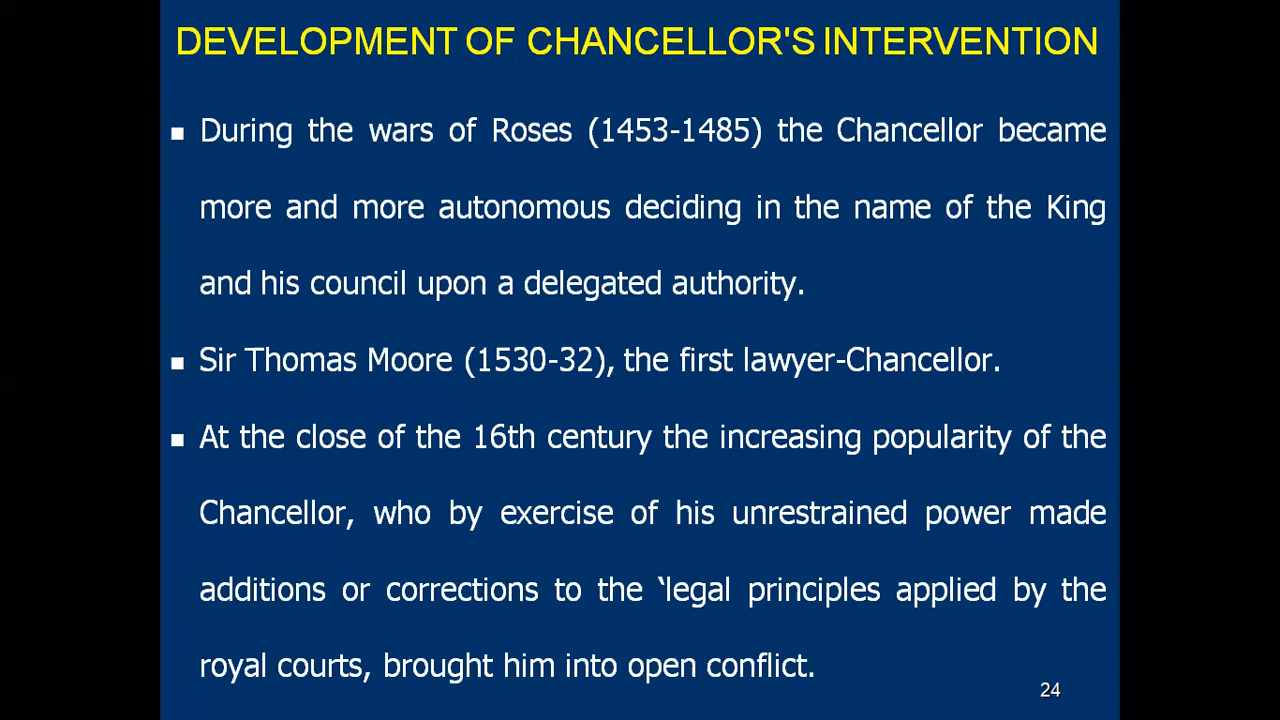 DEVELOPMENT OF CHANCELLOR'S INTERVENTION
▪ During the wars of Roses (1453-1485) the Chancellor became
more and more autonomous deciding in the name of the King
and his council upon a delegated authority.
▪ Sir Thomas Moore (1530-32), the first lawyer-Chancellor.
▪ At the close of the 16th century the increasing popularity of the
Chancellor, who by exercise of his unrestrained power made
additions or corrections to the ‘legal principles applied by the
royal courts, brought him into open conflict.
24